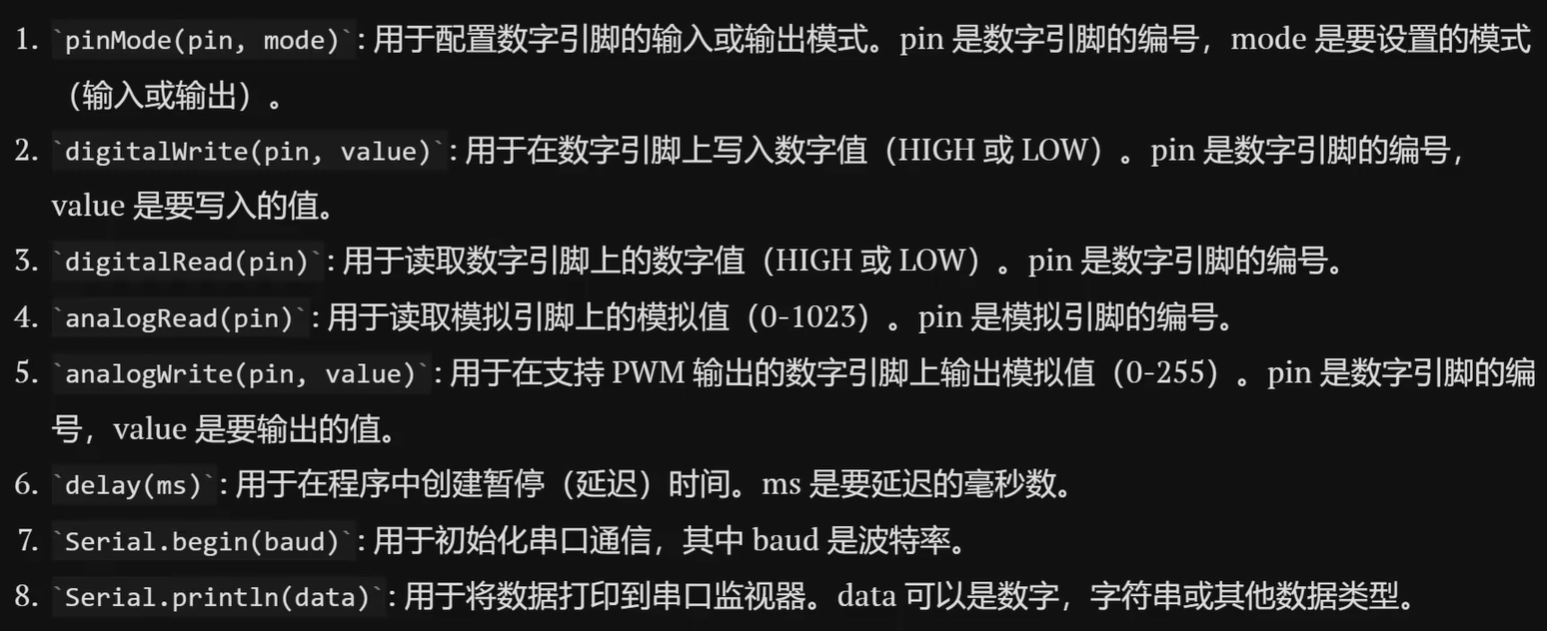 1. `pinMode(pin, mode)`: 用于配置数字引脚的输入或输出模式。pin 是数字引脚的编号，mode 是要设置的模式
（输入或输出）。
2. `digitalWrite(pin, value)`: 用于在数字引脚上写入数字值（HIGH 或 LOW）。pin 是数字引脚的编号，
value 是要写入的值。
3. `digitalRead(pin)`: 用于读取数字引脚上的数字值（HIGH 或 LOW）。pin 是数字引脚的编号。
4. `analogRead(pin)`: 用于读取模拟引脚上的模拟值（0-1023）。pin 是模拟引脚的编号。
5. `analogWrite(pin, value)`: 用于在支持 PWM 输出的数字引脚上输出模拟值（0-255）。pin 是数字引脚的编
号，value 是要输出的值。
6. `delay(ms)`: 用于在程序中创建暂停（延迟）时间。ms 是要延迟的毫秒数。
7. `Serial.begin(baud)`: 用于初始化串口通信，其中 baud 是波特率。
8. `Serial.println(data)`: 用于将数据打印到串口监视器。data 可以是数字，字符串或其他数据类型。